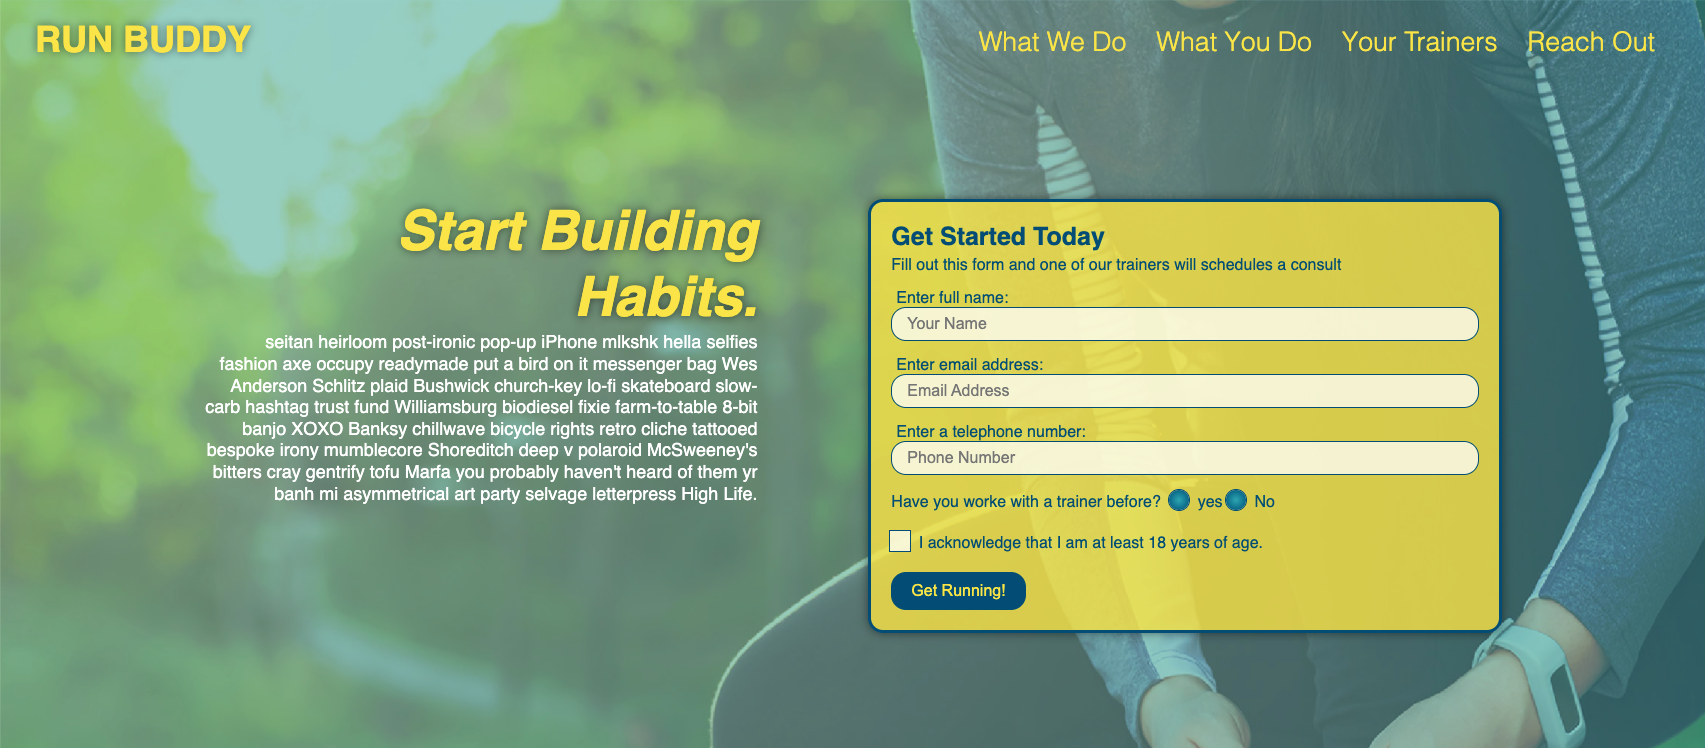 RUN BUDDY
What We Do What You Do Your Trainers Reach Out
Start Building
Habits.
seitan heirloom post-ironic pop-up iPhone mlkshk hella selfies
fashion axe occupy readymade put a bird on it messenger bag Wes
Anderson Schlitz plaid Bushwick church-key lo-fi skateboard slow-
carb hashtag trust fund Williamsburg biodiesel fixie farm-to-table 8-bit
banjo XOXO Banksy chillwave bicycle rights retro cliche tattooed
bespoke irony mumblecore Shoreditch deep v polaroid McSweeney's
bitters cray gentrify tofu Marfa you probably haven't heard of them yr
banh mi asymmetrical art party selvage letterpress High Life.
Get Started Today
Fill out this form and one of our trainers will schedules a consult
Enter full name:
Your Name
Enter email address:
Email Address
Enter a telephone number:
Phone Number
Have you worke with a trainer before? yes No
I acknowledge that I am at least 18 years of age.
Get Running!